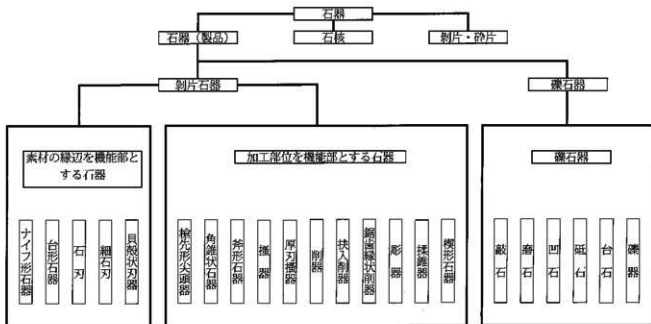 石器
石器（製品）
石核
剝片・砕片
剝片石器
礫石器
素材の縁辺を機能部と
する石器
加工部位を機能部とする石器
礫石器
ナイフ形石器
台形石器
石刃
細石刃
貝殻状刃器
槍先形尖頭器
角錐状石器
斧形石器
搔器
厚刃搔器
削器
抉入削器
鋸歯縁状削器
彫器
揉錐器
楔形石器
敲石
磨石
凹石
砥石
台石
礫器